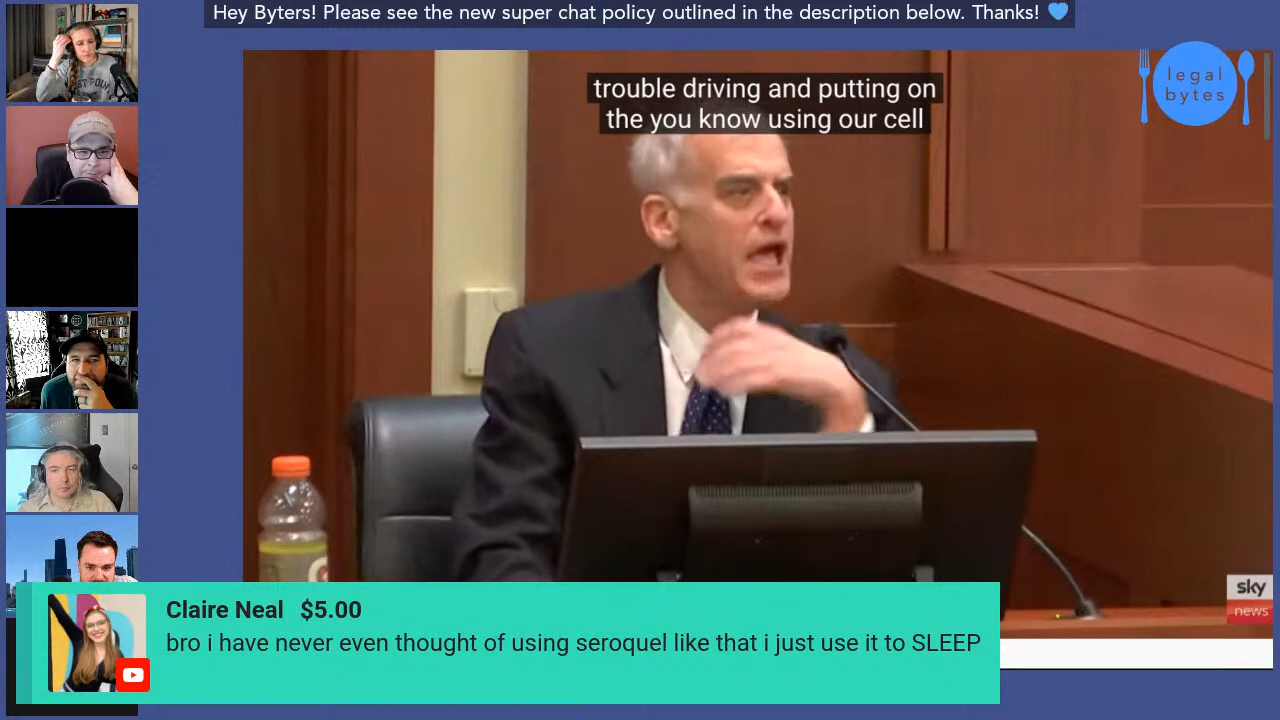 Hey Byters! Please see the new super chat policy outlined in the description below. Thanks! 💙
legal
bytes
trouble driving and putting on
the you know using our cell
sky
news
Claire Neal $5.00
bro i have never even thought of using seroquel like that i just use it to SLEEP